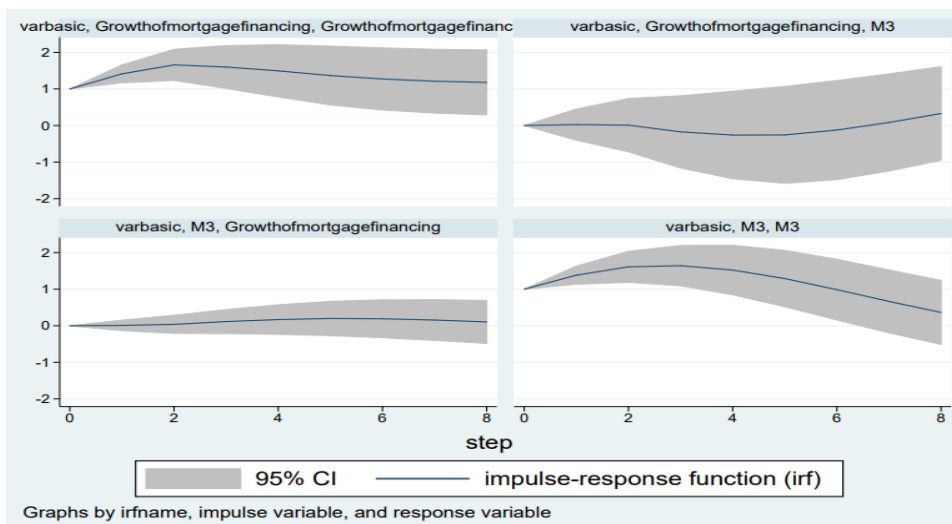 varbasic, Growthofmortgagefinancing, Growthofmortgagefinanc
varbasic, Growthofmortgagefinancing, M3
2
1
0
-1
-2
varbasic, M3, Growthofmortgagefinancing
varbasic, M3, M3
2
1
0
-1
-2
0 2 4 6 8
0 2 4 6 8
step
95% CI
impulse-response function (irf)
Graphs by irfname, impulse variable, and response variable